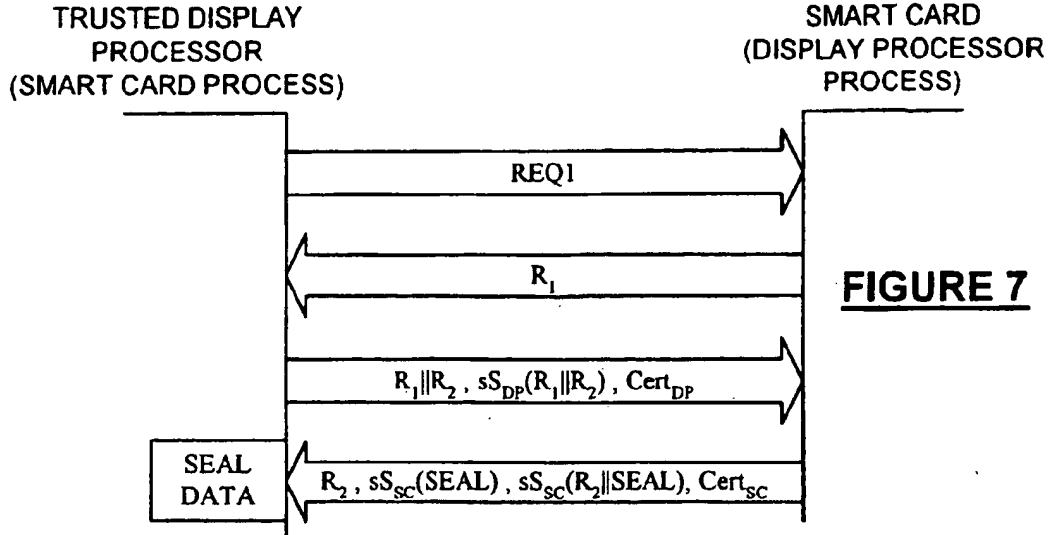 TRUSTED DISPLAY
PROCESSOR
(SMART CARD PROCESS)
SMART CARD
(DISPLAY PROCESSOR
PROCESS)
REQ1
R1
FIGURE 7
R1||R2 , sSDP(R1||R2) , CertDP
SEAL
DATA
R2 , sSSC(SEAL) , sSSC(R2||SEAL), CertSC